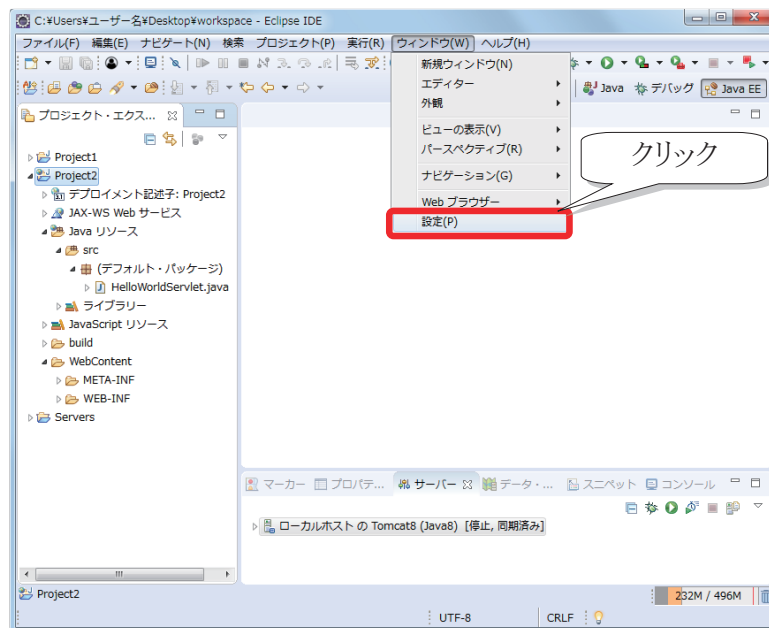 C:¥Users¥ユーザー名¥Desktop¥workspace - Eclipse IDE
ファイル(F) 編集(E) ナビゲート(N) 検索 プロジェクト(P) 実行(R) ウィンドウ(W) ヘルプ(H)
新規ウィンドウ(N)
エディター
外観
ビューの表示(V)
パースペクティブ(R)
ナビゲーション(G)
Web ブラウザー
設定(P)
クリック
Java デバッグ Java EE
プロジェクト・エクス...
Project1
Project2
デプロイメント記述子: Project2
JAX-WS Web サービス
Java リソース
src
(デフォルト・パッケージ)
HelloWorldServlet.java
ライブラリー
JavaScript リソース
build
WebContent
META-INF
WEB-INF
Servers
マーカー プロパテ... サーバー データ・... スニペット コンソール
ローカルホスト の Tomcat8 (Java8) [停止, 同期済み]
Project2
232M / 496M
UTF-8 CRLF